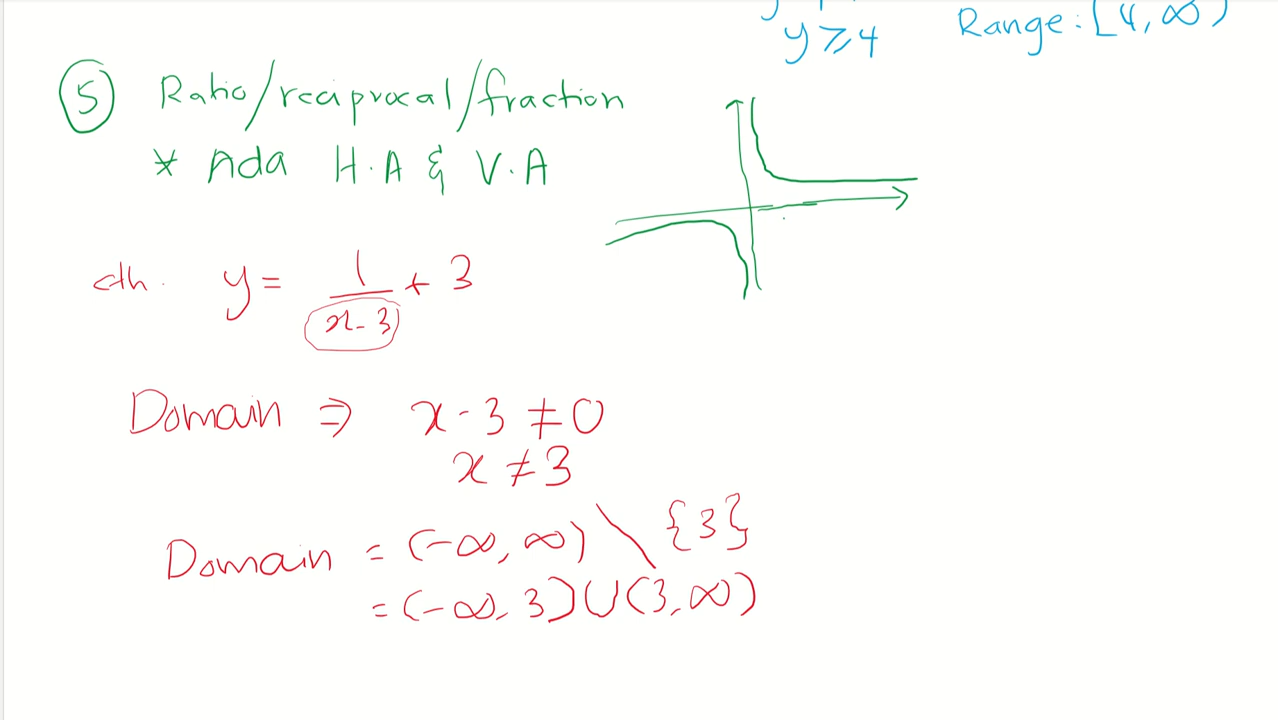 y ≥ 4 Range: [4, ∞)
5 Ratio/reciprocal/fraction
* Ada H.A & V.A
cth. y = 1/(x-3) + 3
Domain ⇒ x - 3 ≠ 0
x ≠ 3
Domain = (-∞, ∞) \ {3}
= (-∞, 3) ∪ (3, ∞)